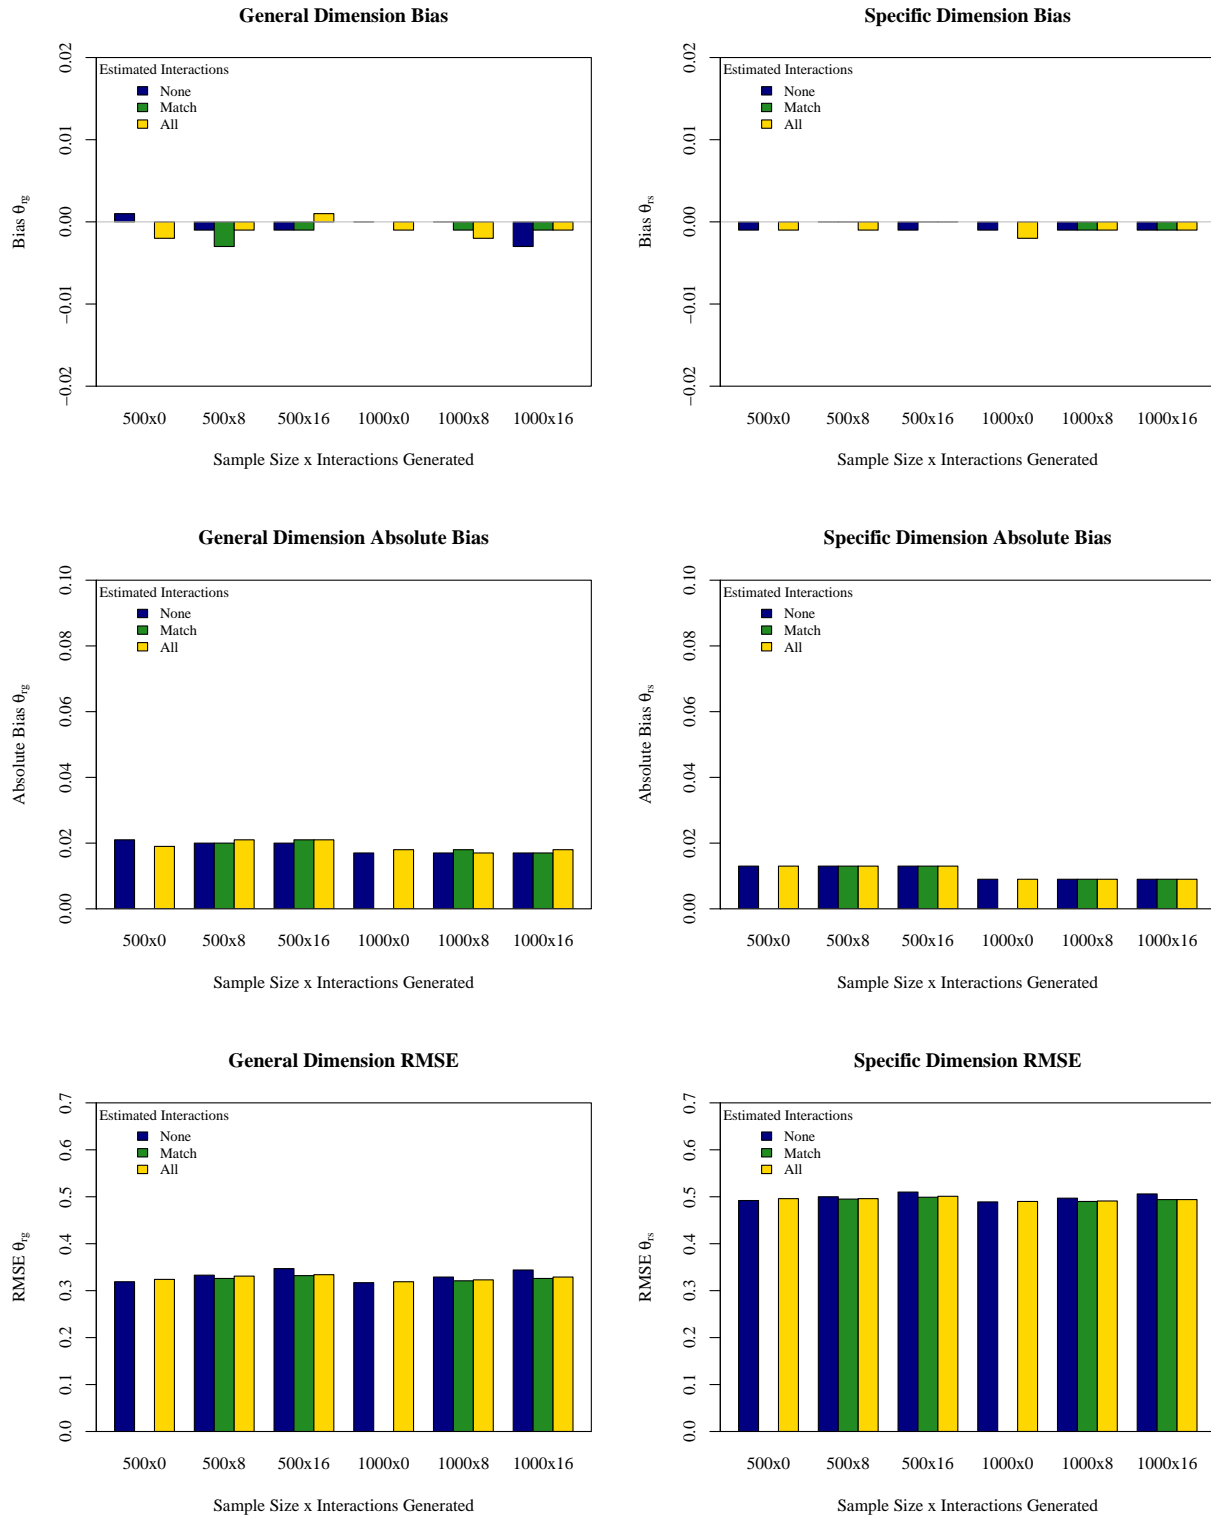 General Dimension Bias
Estimated Interactions
None
Match
All
0.02
0.01
0.00
−0.01
−0.02
Bias θrg
500x0 500x8 500x16 1000x0 1000x8 1000x16
Sample Size x Interactions Generated
Specific Dimension Bias
Estimated Interactions
None
Match
All
0.02
0.01
0.00
−0.01
−0.02
Bias θrs
500x0 500x8 500x16 1000x0 1000x8 1000x16
Sample Size x Interactions Generated
General Dimension Absolute Bias
Estimated Interactions
None
Match
All
0.10
0.08
0.06
0.04
0.02
0.00
Absolute Bias θrg
500x0 500x8 500x16 1000x0 1000x8 1000x16
Sample Size x Interactions Generated
Specific Dimension Absolute Bias
Estimated Interactions
None
Match
All
0.10
0.08
0.06
0.04
0.02
0.00
Absolute Bias θrs
500x0 500x8 500x16 1000x0 1000x8 1000x16
Sample Size x Interactions Generated
General Dimension RMSE
Estimated Interactions
None
Match
All
0.7
0.6
0.5
0.4
0.3
0.2
0.1
0.0
RMSE θrg
500x0 500x8 500x16 1000x0 1000x8 1000x16
Sample Size x Interactions Generated
Specific Dimension RMSE
Estimated Interactions
None
Match
All
0.7
0.6
0.5
0.4
0.3
0.2
0.1
0.0
RMSE θrs
500x0 500x8 500x16 1000x0 1000x8 1000x16
Sample Size x Interactions Generated